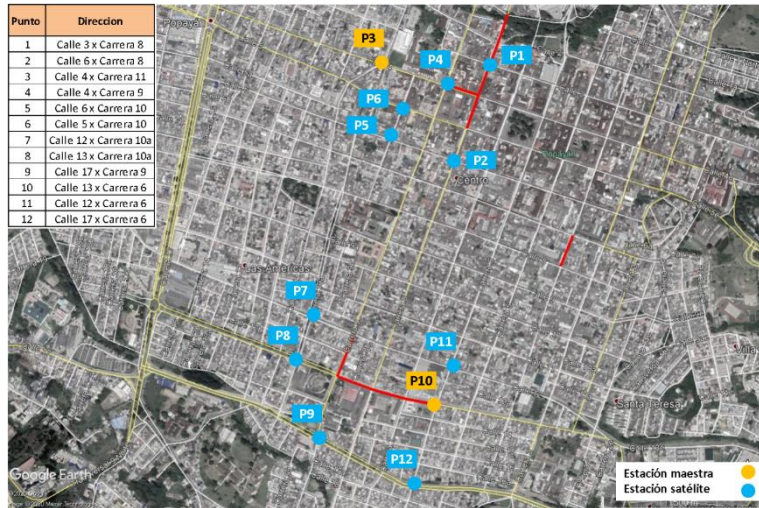 Punto Direccion
1 Calle 3 x Carrera 8
2 Calle 6 x Carrera 8
3 Calle 4 x Carrera 11
4 Calle 4 x Carrera 9
5 Calle 6 x Carrera 10
6 Calle 5 x Carrera 10
7 Calle 12 x Carrera 10a
8 Calle 13 x Carrera 10a
9 Calle 17 x Carrera 9
10 Calle 13 x Carrera 6
11 Calle 12 x Carrera 6
12 Calle 17 x Carrera 6
P3
P1
P4
P6
P5
P2
Centro
Las Américas
P7
P8
P11
P10
Santa Teresa
P9
P12
Google Earth
Estación maestra
Estación satélite